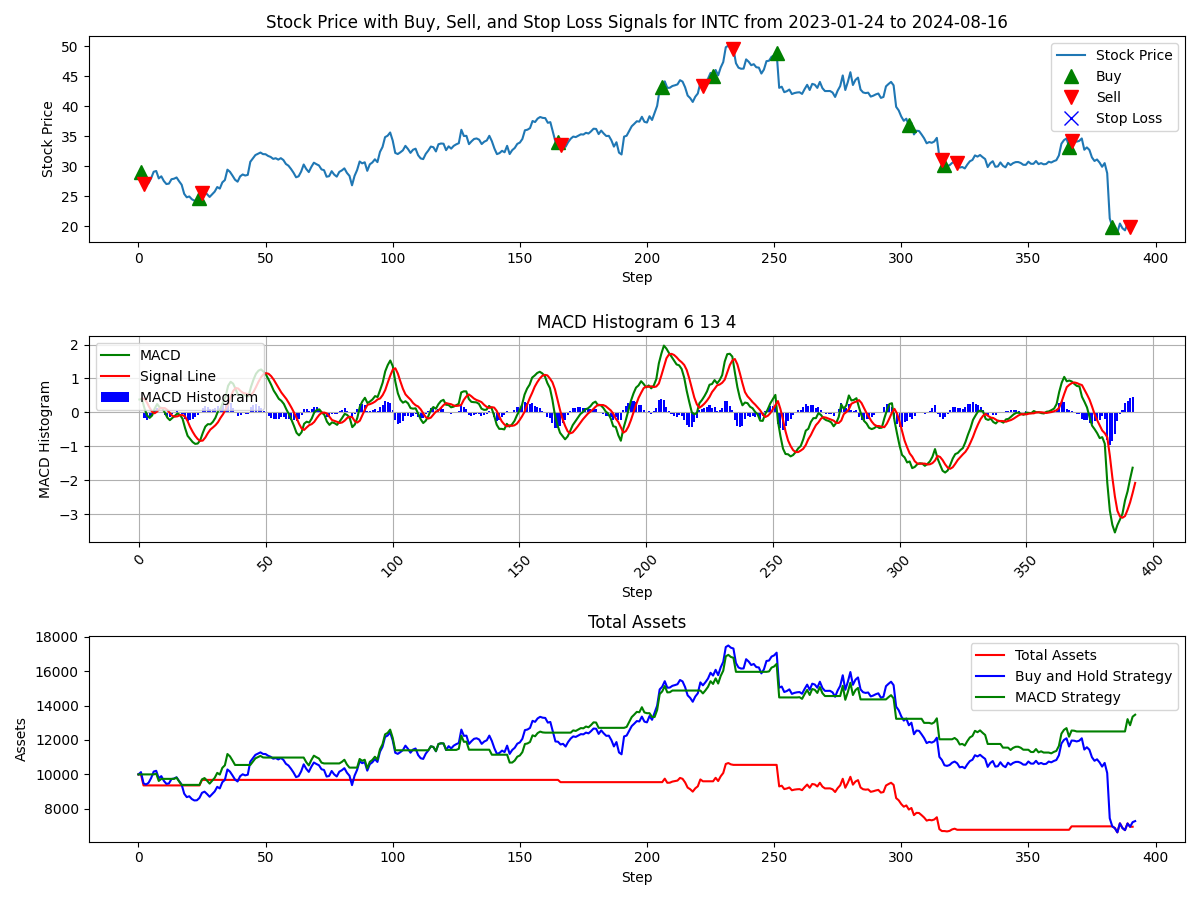 Stock Price with Buy, Sell, and Stop Loss Signals for INTC from 2023-01-24 to 2024-08-16
Stock Price
50
45
40
35
30
25
20
Stock Price
Buy
Sell
Stop Loss
0 50 100 150 200 250 300 350 400
Step
MACD Histogram 6 13 4
MACD Histogram
2
1
0
−1
−2
−3
MACD
Signal Line
MACD Histogram
0 50 100 150 200 250 300 350 400
Step
Total Assets
Assets
18000
16000
14000
12000
10000
8000
Total Assets
Buy and Hold Strategy
MACD Strategy
0 50 100 150 200 250 300 350 400
Step